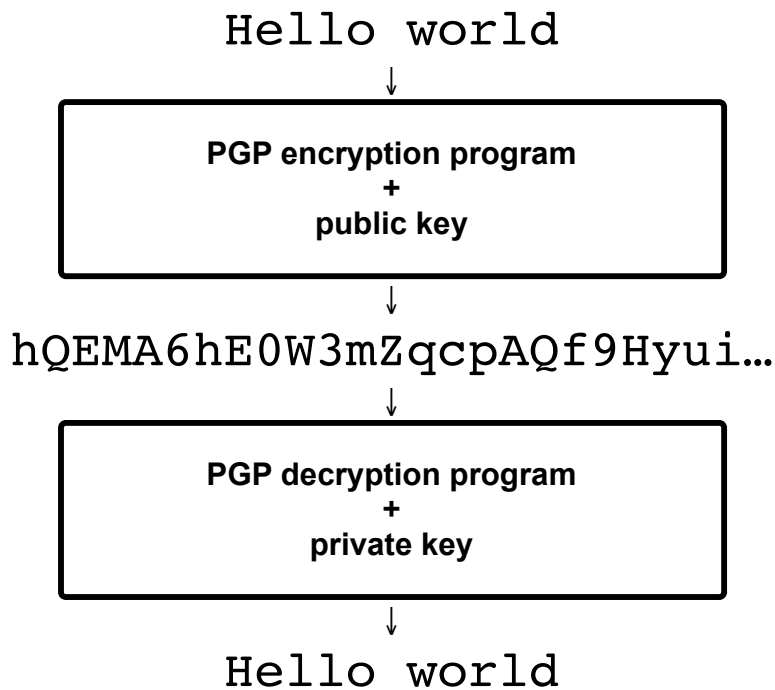 Hello world
↓
PGP encryption program
+
public key
↓
hQEMA6hE0W3mZqcpAQf9Hyui…
↓
PGP decryption program
+
private key
↓
Hello world